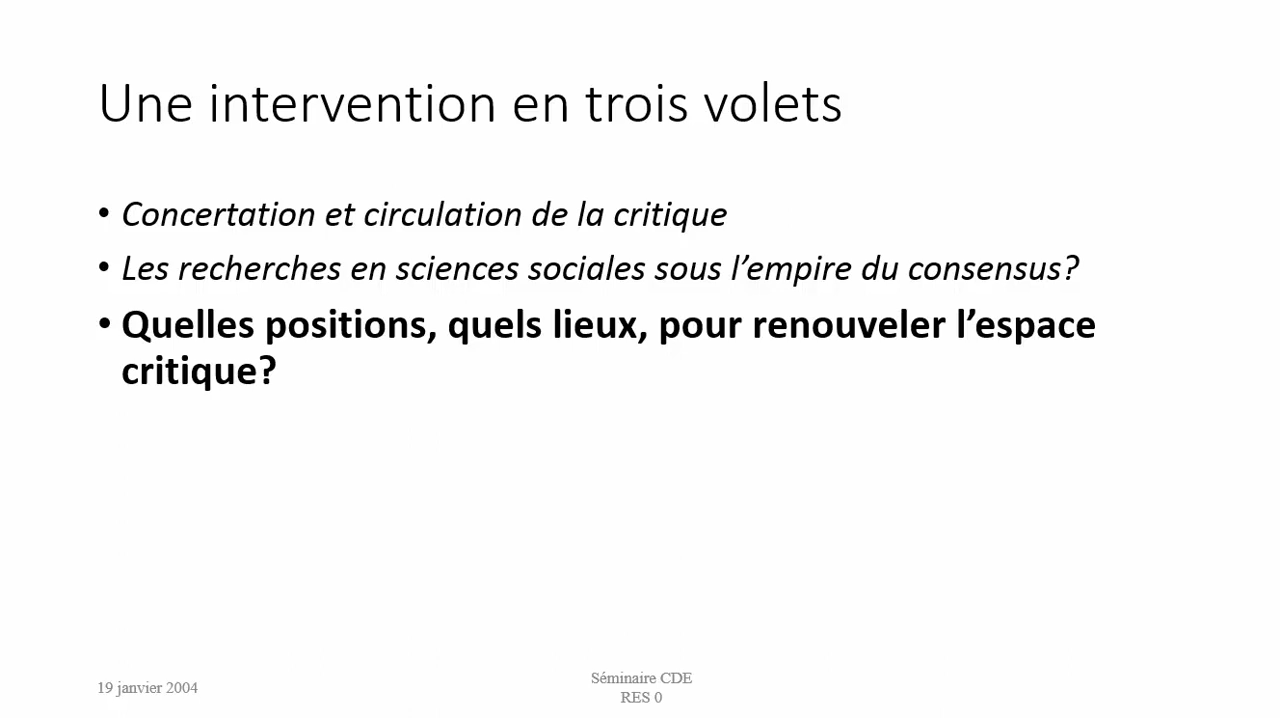 Une intervention en trois volets
• Concertation et circulation de la critique
• Les recherches en sciences sociales sous l’empire du consensus?
• Quelles positions, quels lieux, pour renouveler l’espace
critique?
19 janvier 2004
Séminaire CDE
RES 0